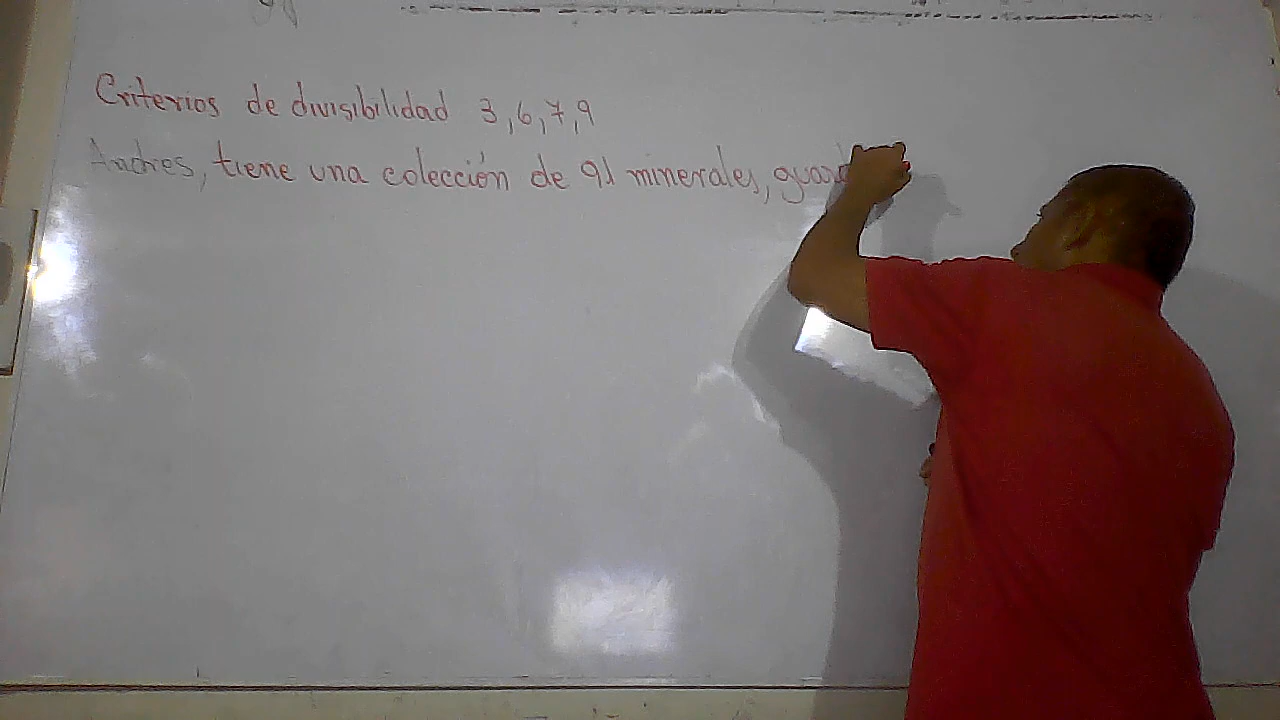 Criterios de divisibilidad 3,6,7,9
Andres, tiene una colección de 91 minerales,